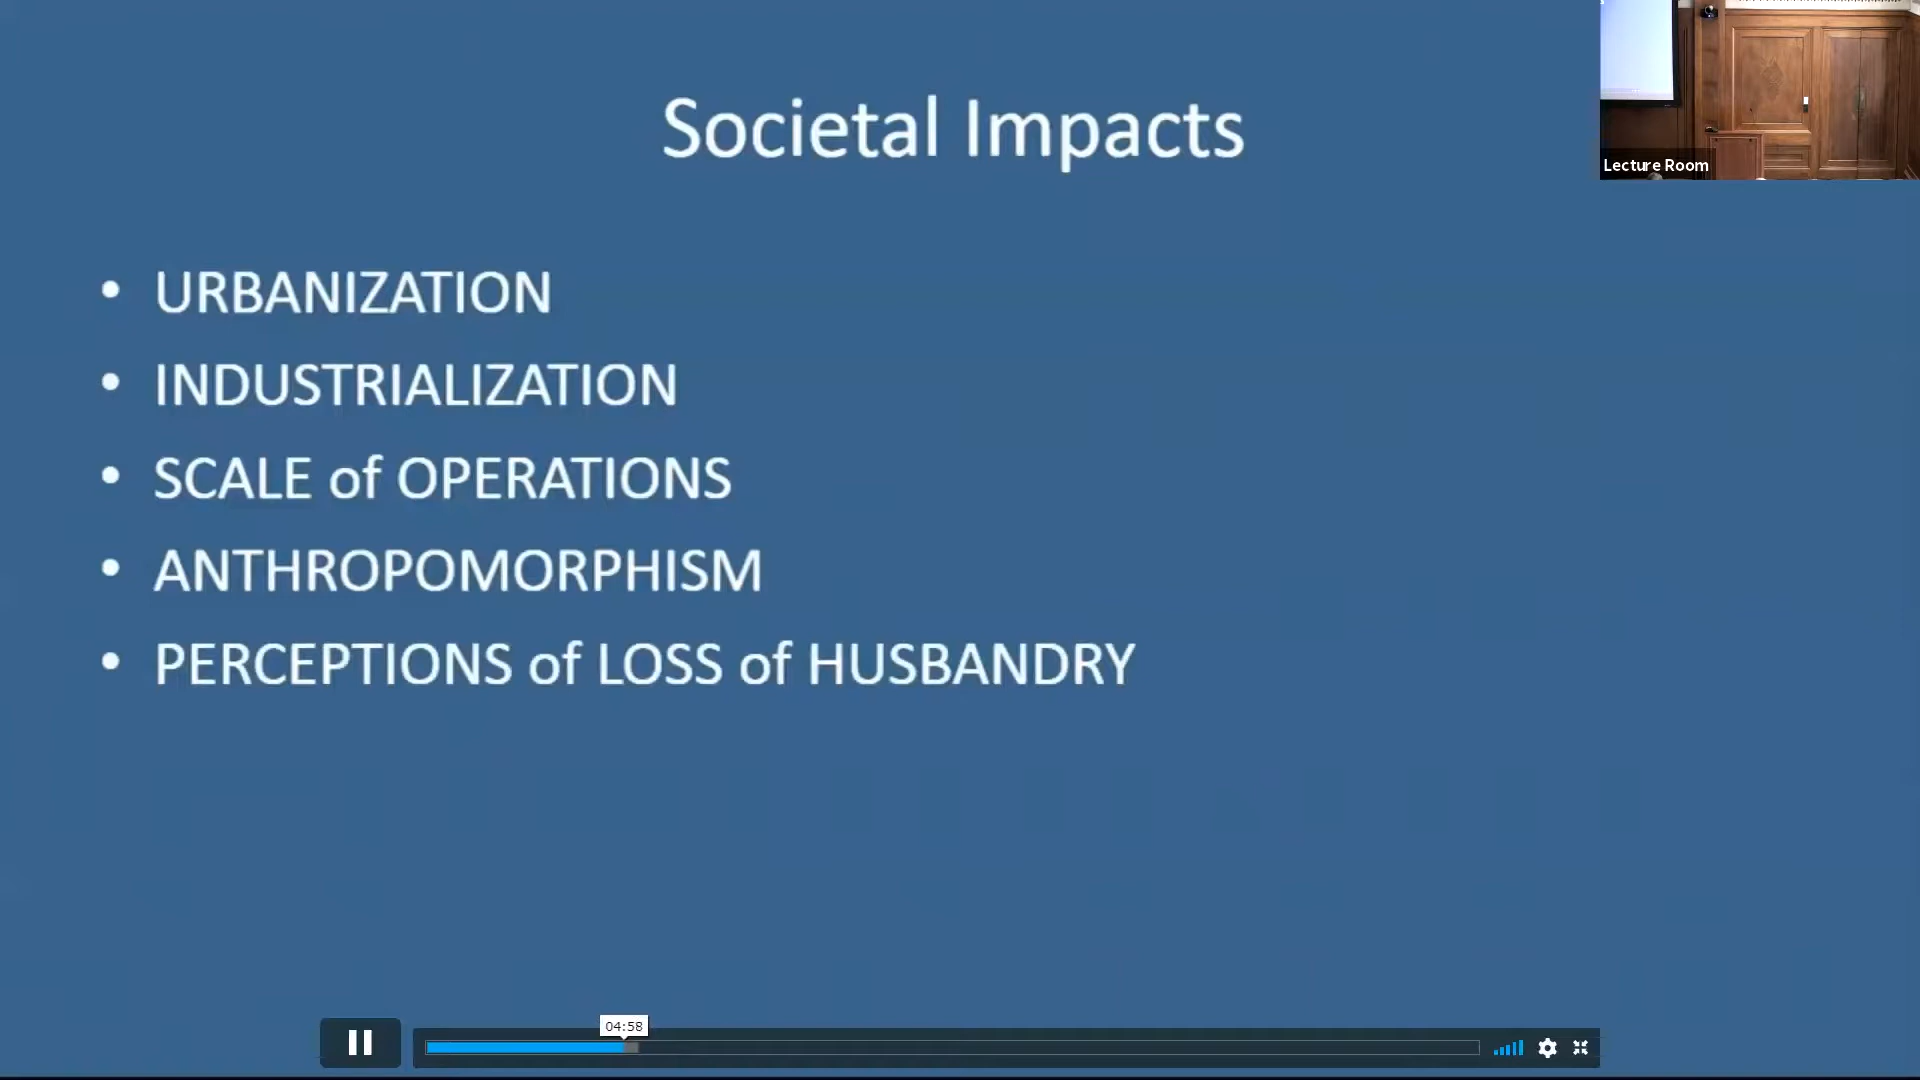 Societal Impacts
Lecture Room
• URBANIZATION
• INDUSTRIALIZATION
• SCALE of OPERATIONS
• ANTHROPOMORPHISM
• PERCEPTIONS of LOSS of HUSBANDRY
04:58